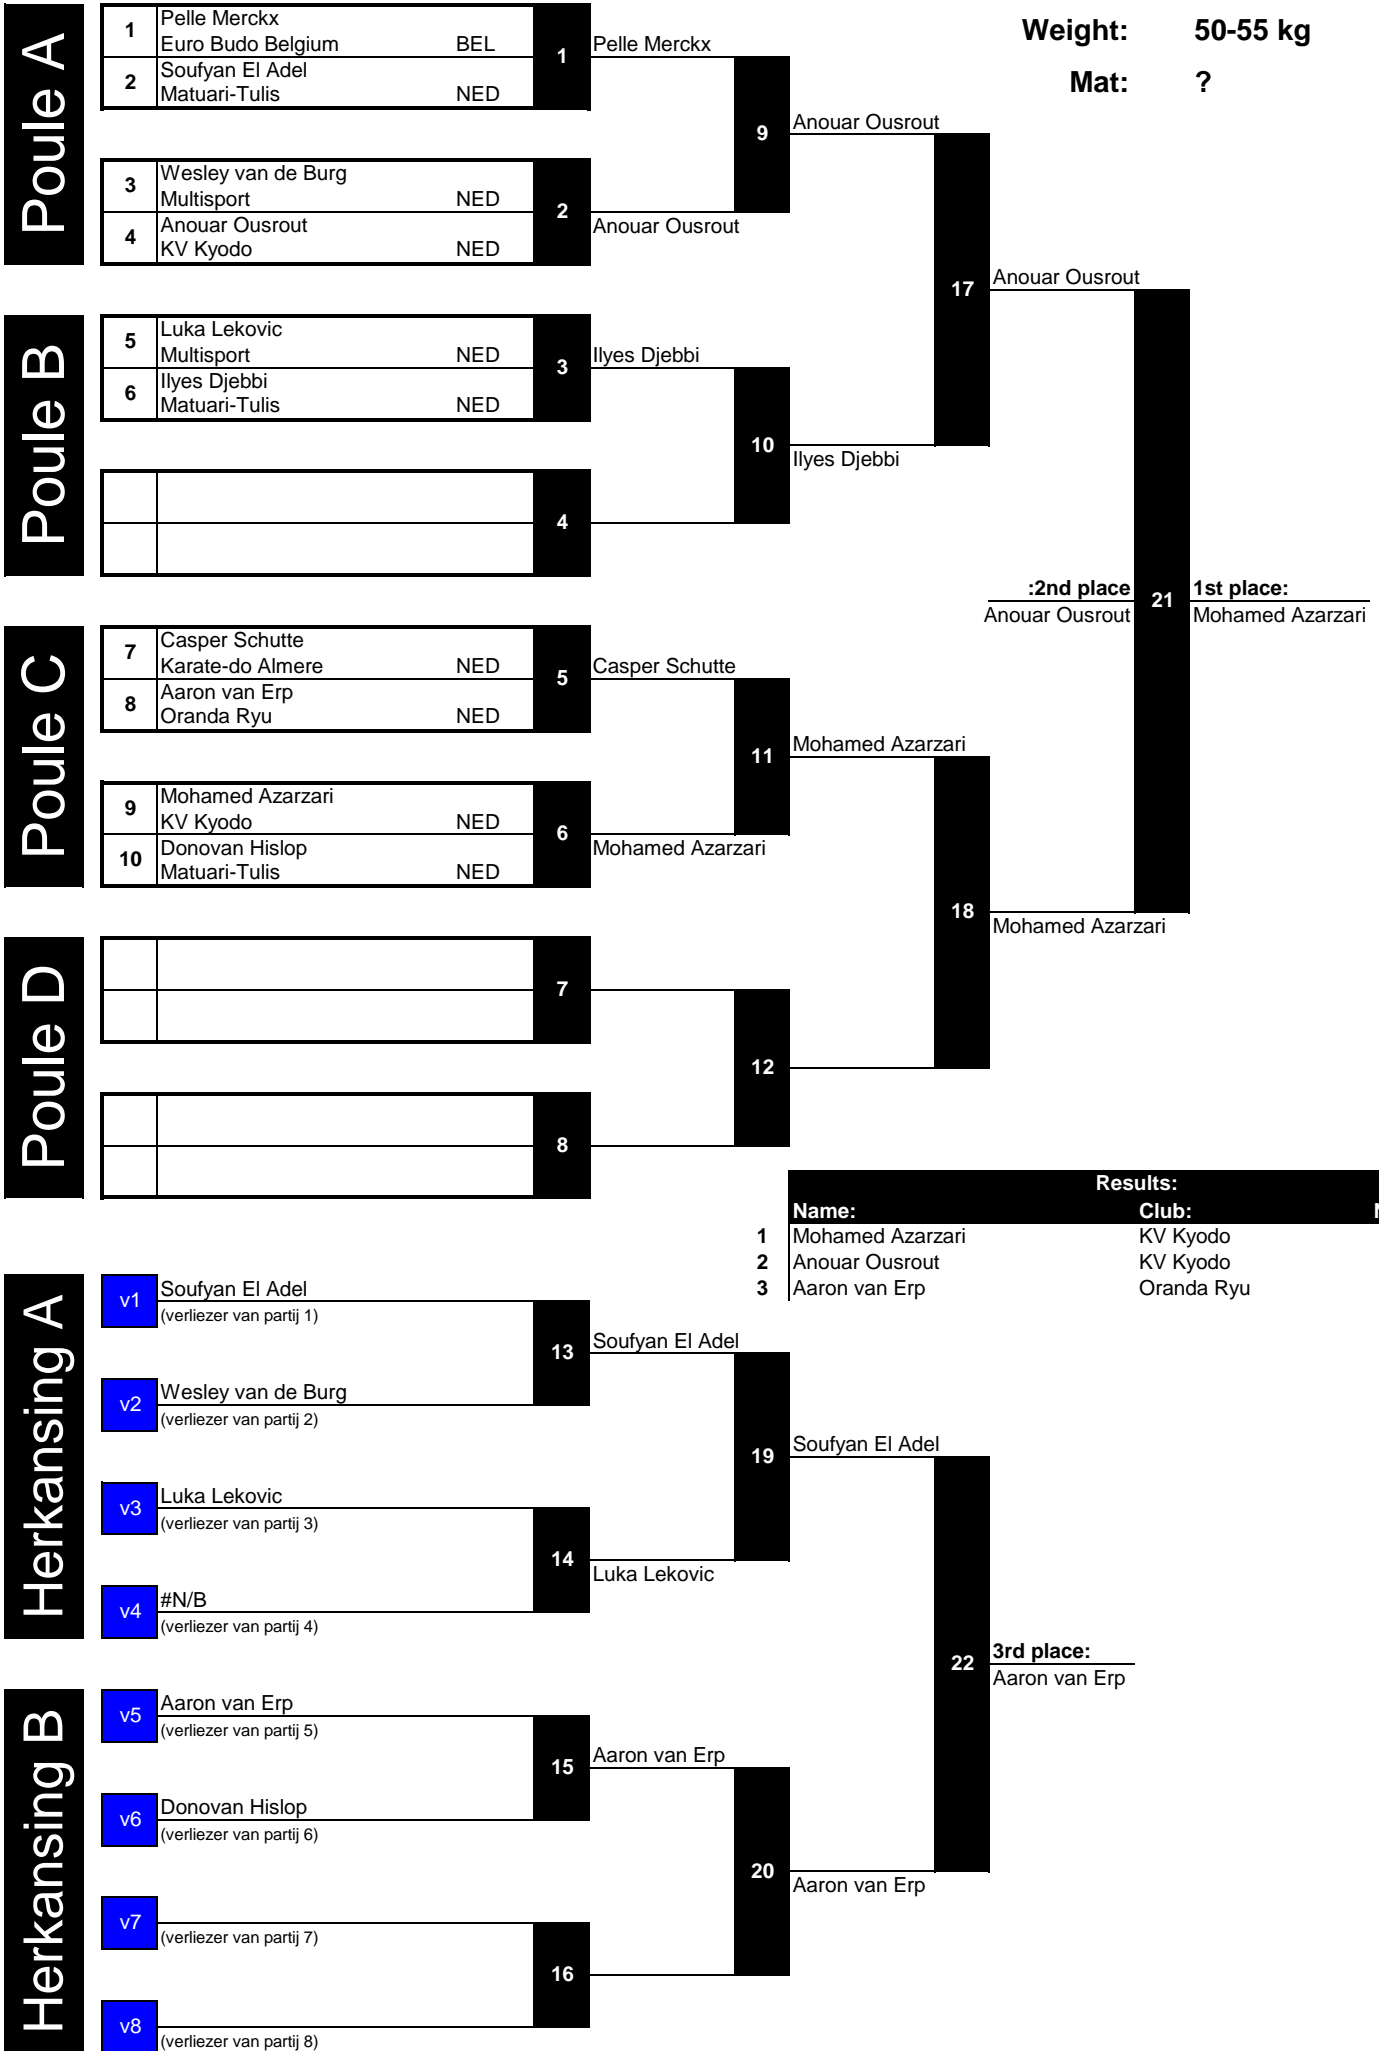 Weight: 50-55 kg
Mat: ?
Poule A
1 Pelle Merckx
Euro Budo Belgium BEL
2 Soufyan El Adel
Matuari-Tulis NED
1
Pelle Merckx
3 Wesley van de Burg
Multisport NED
4 Anouar Ousrout
KV Kyodo NED
2
Anouar Ousrout
9
Anouar Ousrout
Poule B
5 Luka Lekovic
Multisport NED
6 Ilyes Djebbi
Matuari-Tulis NED
3
Ilyes Djebbi
4
10
Ilyes Djebbi
17
Anouar Ousrout
Poule C
7 Casper Schutte
Karate-do Almere NED
8 Aaron van Erp
Oranda Ryu NED
5
Casper Schutte
9 Mohamed Azarzari
KV Kyodo NED
10 Donovan Hislop
Matuari-Tulis NED
6
Mohamed Azarzari
11
Mohamed Azarzari
Poule D
7
8
12
18
Mohamed Azarzari
:2nd place
Anouar Ousrout
21
1st place:
Mohamed Azarzari
Results:
Name: Club:
1 Mohamed Azarzari KV Kyodo
2 Anouar Ousrout KV Kyodo
3 Aaron van Erp Oranda Ryu
Herkansing A
v1 Soufyan El Adel
(verliezer van partij 1)
v2 Wesley van de Burg
(verliezer van partij 2)
13
Soufyan El Adel
v3 Luka Lekovic
(verliezer van partij 3)
v4 #N/B
(verliezer van partij 4)
14
Luka Lekovic
19
Soufyan El Adel
Herkansing B
v5 Aaron van Erp
(verliezer van partij 5)
v6 Donovan Hislop
(verliezer van partij 6)
15
Aaron van Erp
v7
(verliezer van partij 7)
v8
(verliezer van partij 8)
16
20
Aaron van Erp
22
3rd place:
Aaron van Erp